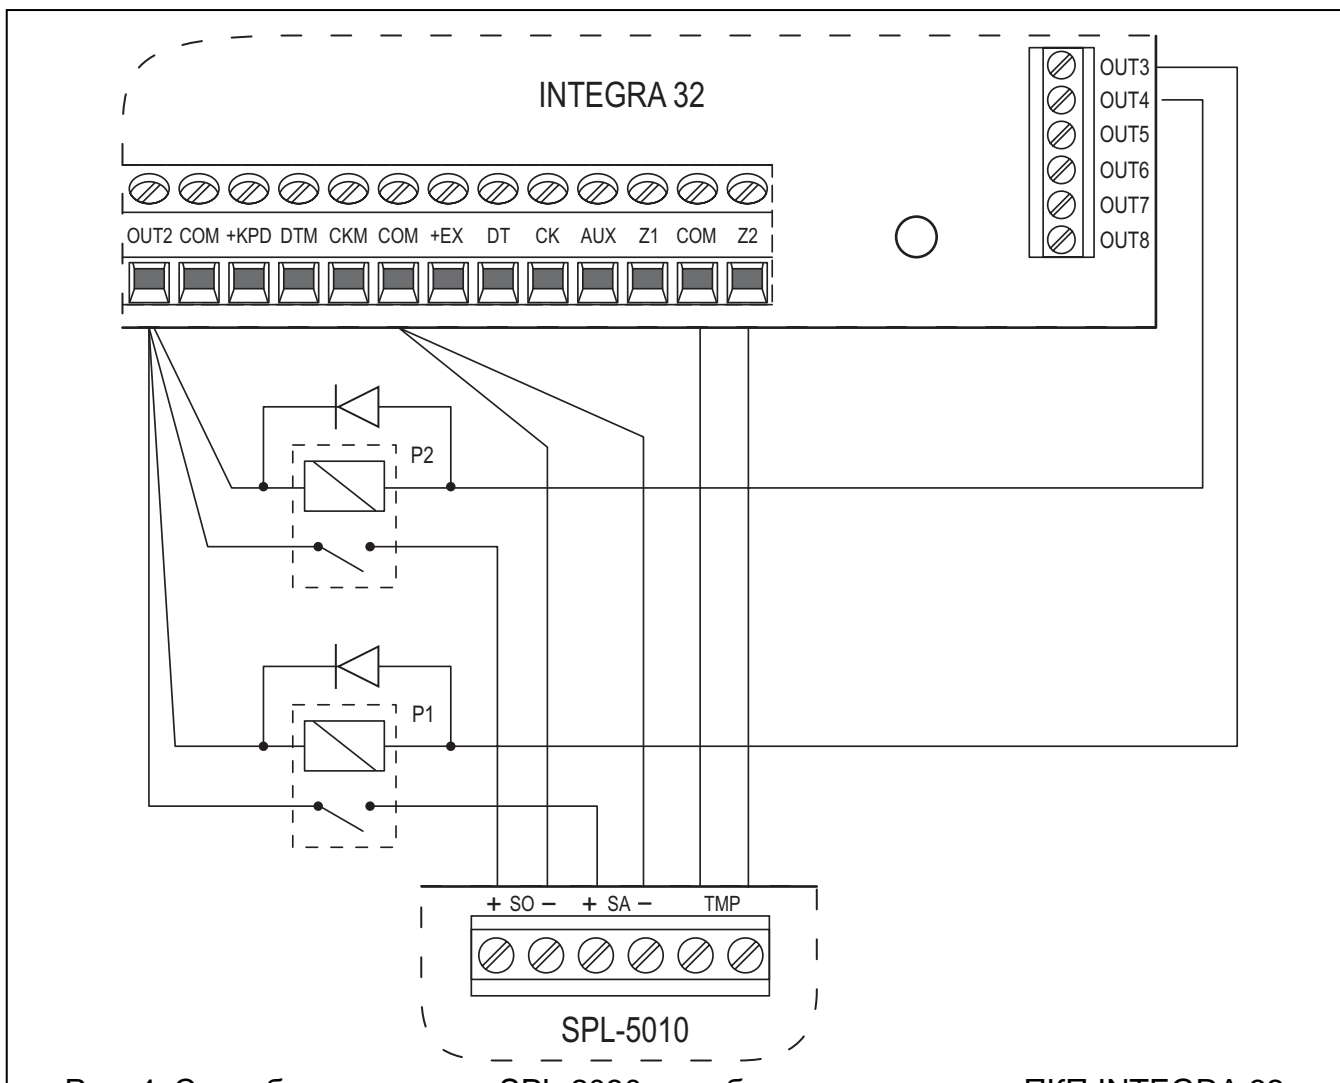 INTEGRA 32
OUT3
OUT4
OUT5
OUT6
OUT7
OUT8
OUT2 COM +KPD DTM CKM COM +EX DT CK AUX Z1 COM Z2
P2
P1
+ SO − + SA − TMP
SPL-5010